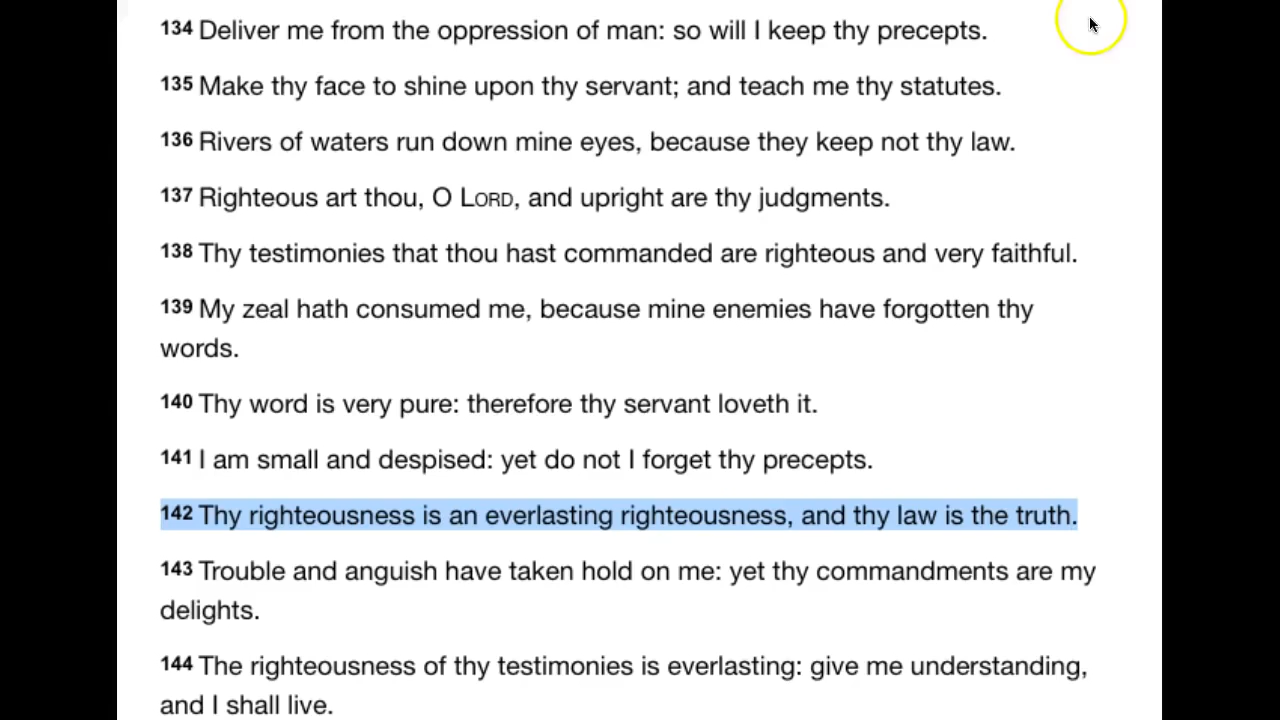 134 Deliver me from the oppression of man: so will I keep thy precepts.
135 Make thy face to shine upon thy servant; and teach me thy statutes.
136 Rivers of waters run down mine eyes, because they keep not thy law.
137 Righteous art thou, O LORD, and upright are thy judgments.
138 Thy testimonies that thou hast commanded are righteous and very faithful.
139 My zeal hath consumed me, because mine enemies have forgotten thy
words.
140 Thy word is very pure: therefore thy servant loveth it.
141 I am small and despised: yet do not I forget thy precepts.
142 Thy righteousness is an everlasting righteousness, and thy law is the truth.
143 Trouble and anguish have taken hold on me: yet thy commandments are my
delights.
144 The righteousness of thy testimonies is everlasting: give me understanding,
and I shall live.